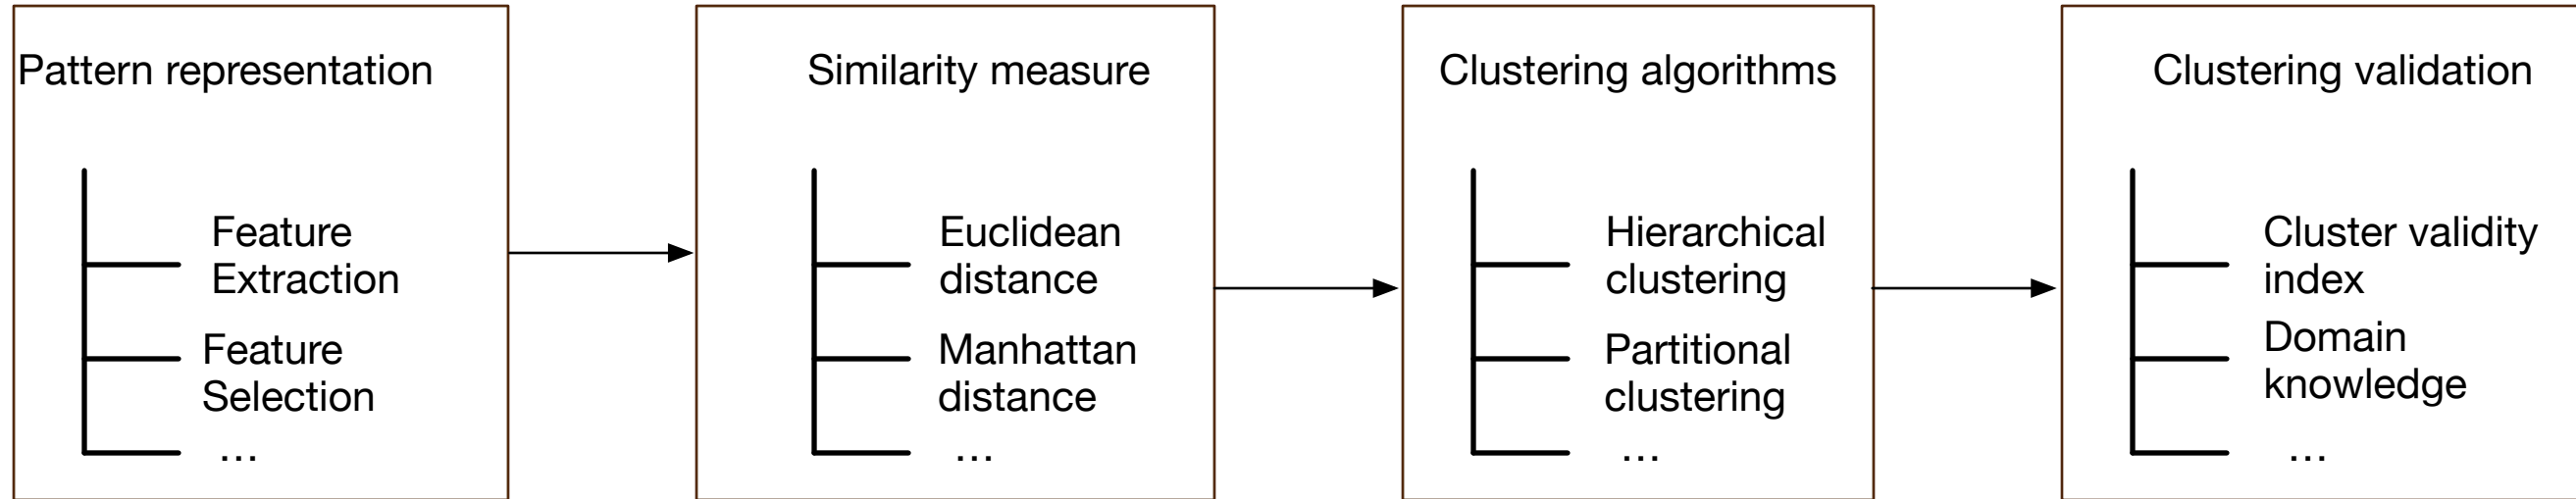 Pattern representation
Feature
Extraction
Feature
Selection
...
Similarity measure
Euclidean
distance
Manhattan
distance
...
Clustering algorithms
Hierarchical
clustering
Partitional
clustering
...
Clustering validation
Cluster validity
index
Domain
knowledge
...